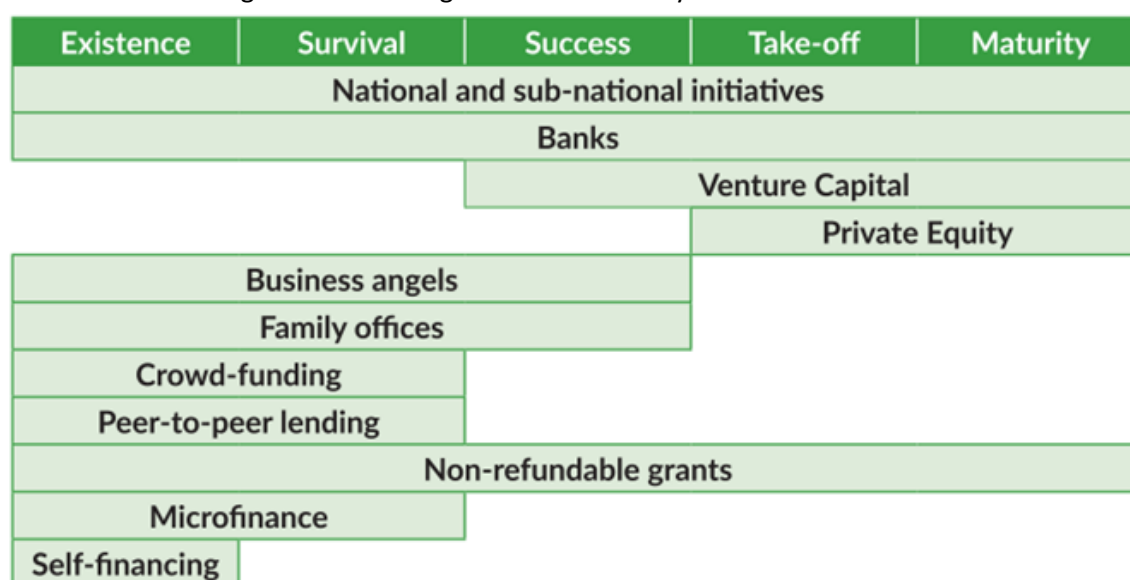 Existence Survival Success Take-off Maturity
National and sub-national initiatives
Banks
Venture Capital
Private Equity
Business angels
Family offices
Crowd-funding
Peer-to-peer lending
Non-refundable grants
Microfinance
Self-financing